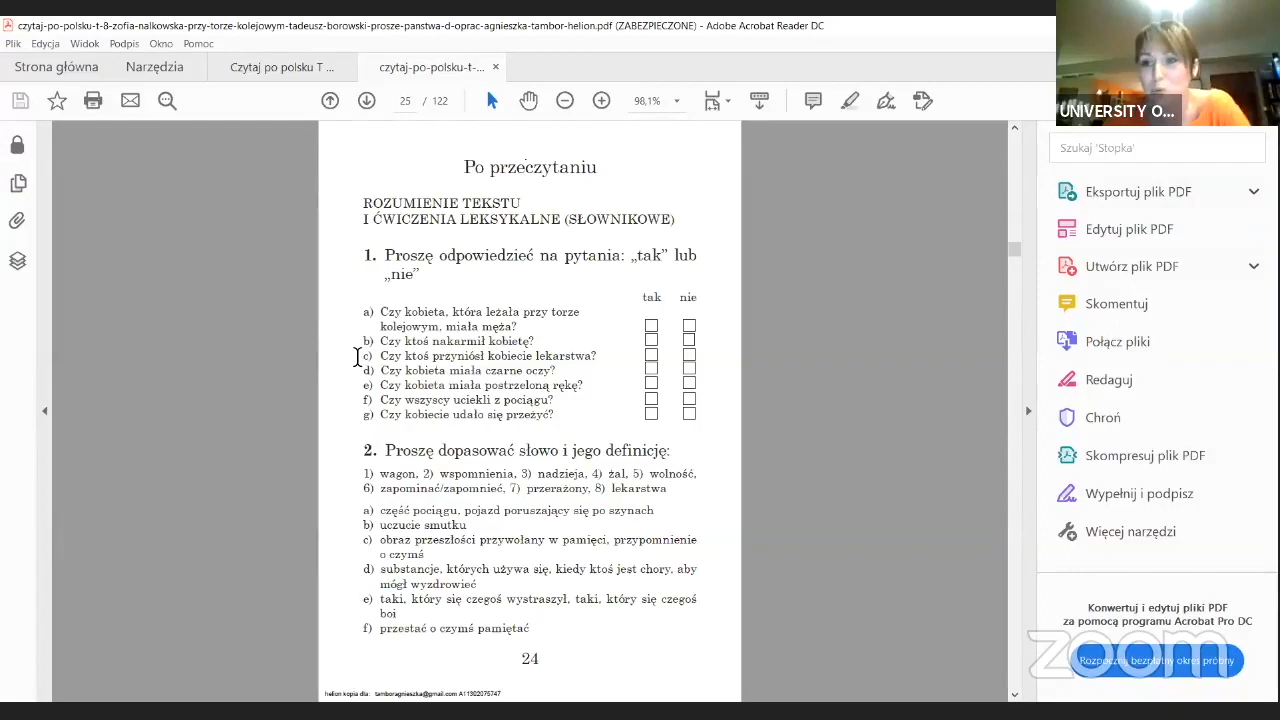 czytaj-po-polsku-t-8-zofia-nalkowska-przy-torze-kolejowym-tadeusz-borowski-prosze-panstwa-d-oprac-agnieszka-tambor-helion.pdf (ZABEZPIECZONE) - Adobe Acrobat Reader DC
Plik Edycja Widok Podpis Okno Pomoc
Strona główna Narzędzia Czytaj po polsku T ... czytaj-po-polsku-t-... ×
25 / 122 98,1%
UNIVERSITY O...
Szukaj 'Stopka'
Eksportuj plik PDF
Edytuj plik PDF
Utwórz plik PDF
Skomentuj
Połącz pliki
Redaguj
Chroń
Skompresuj plik PDF
Wypełnij i podpisz
Więcej narzędzi
Konwertuj i edytuj pliki PDF
za pomocą programu Acrobat Pro DC
Rozpocznij bezpłatny okres próbny
zoom
Po przeczytaniu
ROZUMIENIE TEKSTU
I ĆWICZENIA LEKSYKALNE (SŁOWNIKOWE)
1. Proszę odpowiedzieć na pytania: „tak” lub
„nie”
tak nie
a) Czy kobieta, która leżała przy torze
kolejowym, miała męża?
b) Czy ktoś nakarmił kobietę?
c) Czy ktoś przyniósł kobiecie lekarstwa?
d) Czy kobieta miała czarne oczy?
e) Czy kobieta miała postrzeloną rękę?
f) Czy wszyscy uciekli z pociągu?
g) Czy kobiecie udało się przeżyć?
2. Proszę dopasować słowo i jego definicję:
1) wagon, 2) wspomnienia, 3) nadzieja, 4) żal, 5) wolność,
6) zapominać/zapomnieć, 7) przerażony, 8) lekarstwa
a) część pociągu, pojazd poruszający się po szynach
b) uczucie smutku
c) obraz przeszłości przywołany w pamięci, przypomnienie
o czymś
d) substancje, których używa się, kiedy ktoś jest chory, aby
mógł wyzdrowieć
e) taki, który się czegoś wystraszył, taki, który się czegoś
boi
f) przestać o czymś pamiętać
24
helion kopia dla: tamboragnieszka@gmail.com A11302075747